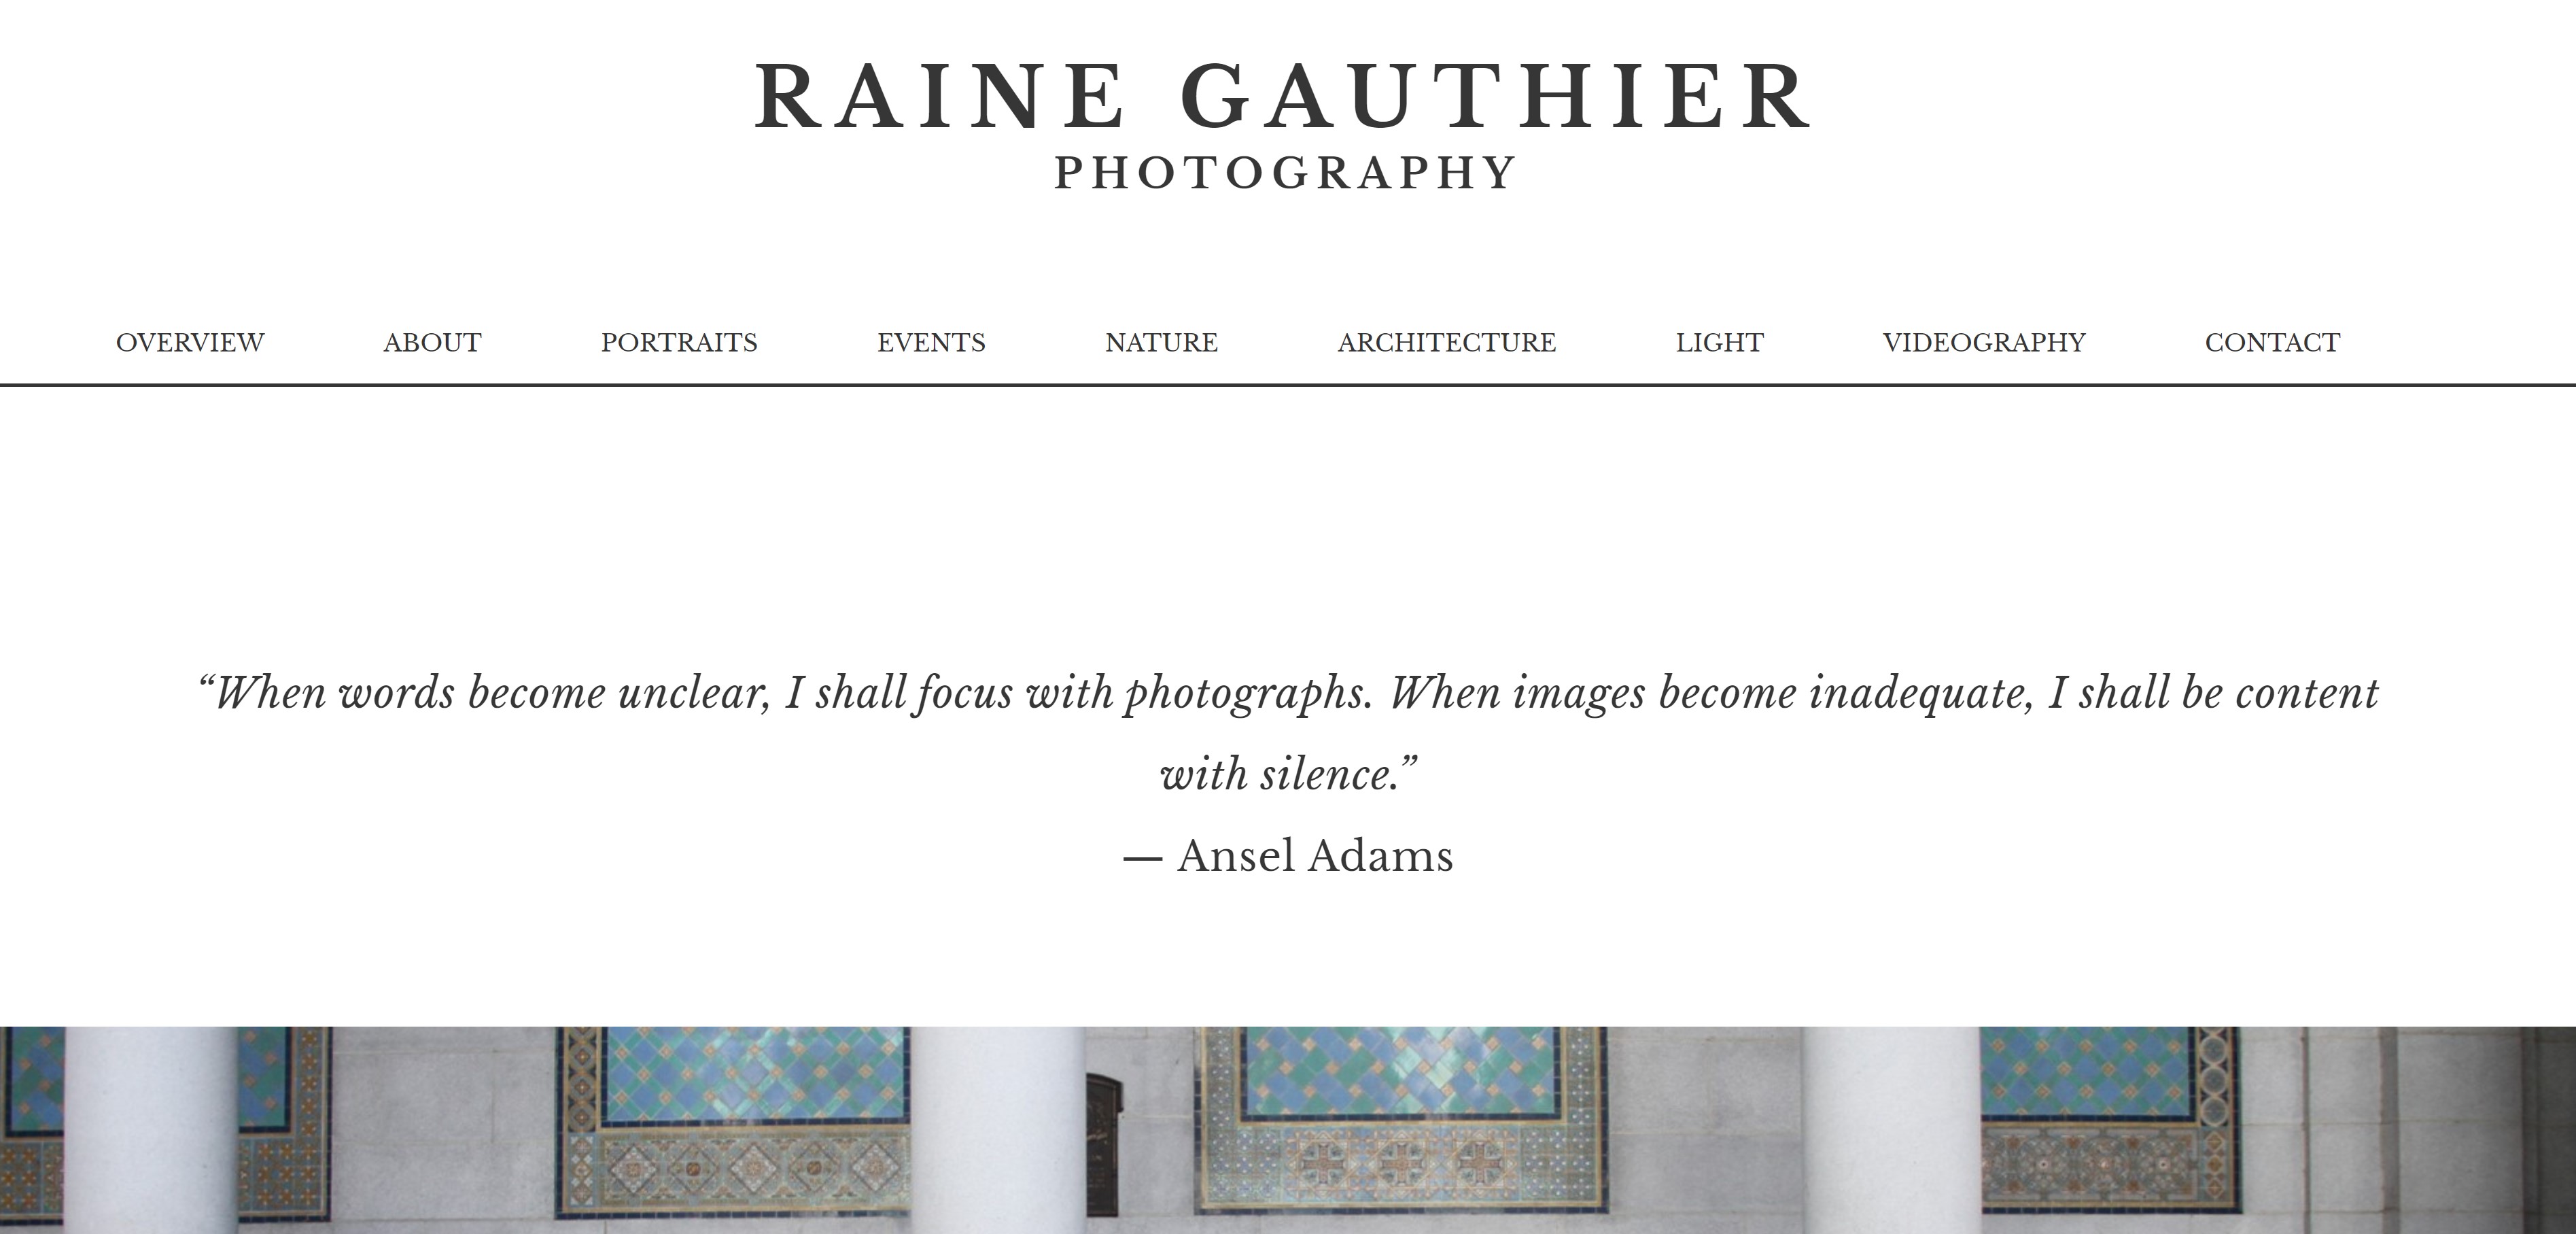 RAINE GAUTHIER
PHOTOGRAPHY
OVERVIEW ABOUT PORTRAITS EVENTS NATURE ARCHITECTURE LIGHT VIDEOGRAPHY CONTACT
“When words become unclear, I shall focus with photographs. When images become inadequate, I shall be content
with silence.”
— Ansel Adams